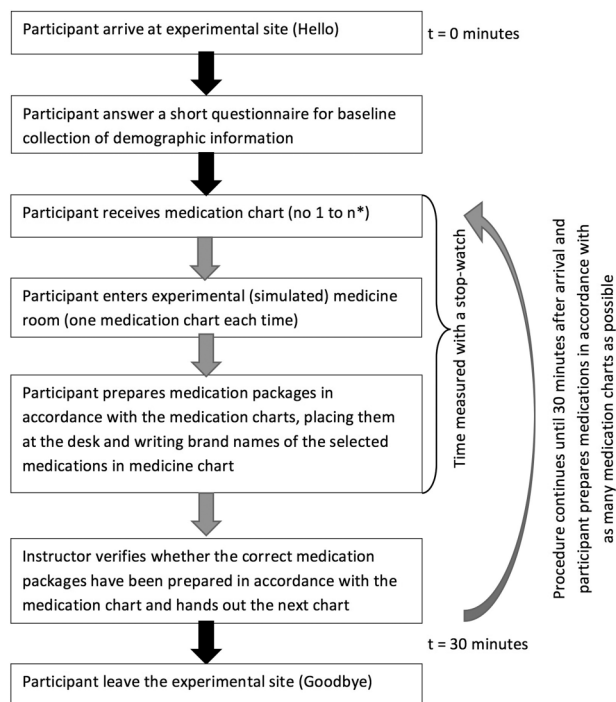 Participant arrive at experimental site (Hello)
t = 0 minutes
Participant answer a short questionnaire for baseline
collection of demographic information
Participant receives medication chart (no 1 to n*)
Participant enters experimental (simulated) medicine
room (one medication chart each time)
Participant prepares medication packages in
accordance with the medication charts, placing them
at the desk and writing brand names of the selected
medications in medicine chart
Time measured with a stop-watch
Procedure continues until 30 minutes after arrival and
participant prepares medications in accordance with
as many medication charts as possible
Instructor verifies whether the correct medication
packages have been prepared in accordance with the
medication chart and hands out the next chart
t = 30 minutes
Participant leave the experimental site (Goodbye)